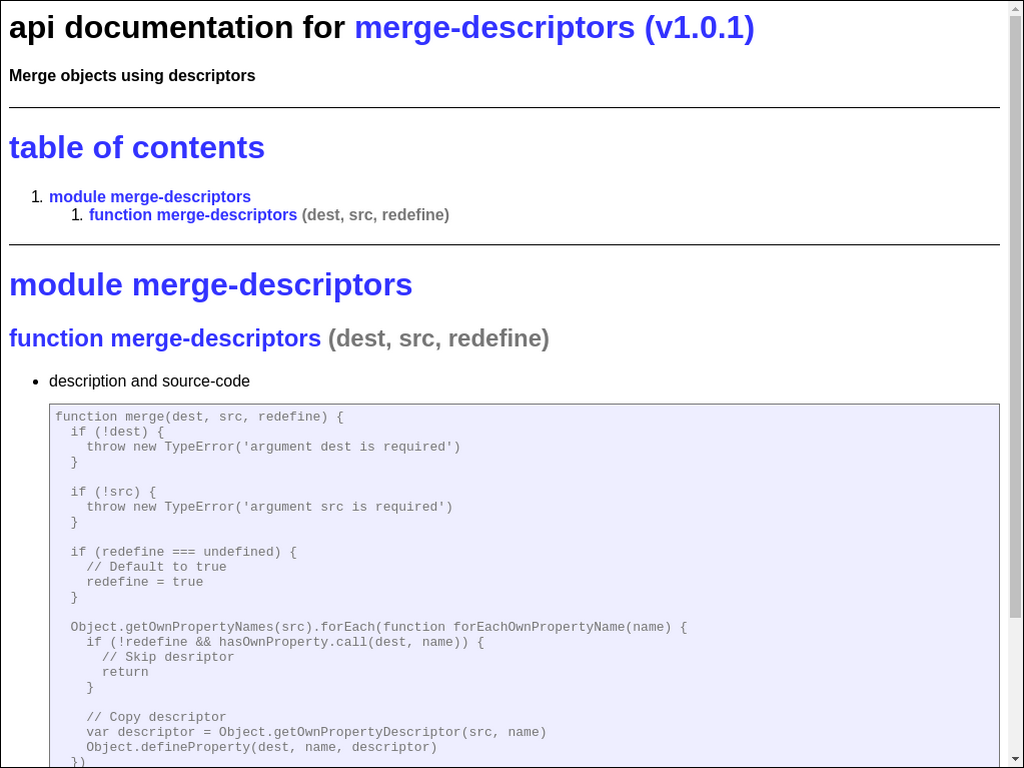 api documentation for merge-descriptors (v1.0.1)
Merge objects using descriptors
table of contents
1. module merge-descriptors
1. function merge-descriptors (dest, src, redefine)
module merge-descriptors
function merge-descriptors (dest, src, redefine)
• description and source-code
function merge(dest, src, redefine) {
  if (!dest) {
    throw new TypeError('argument dest is required')
  }
  if (!src) {
    throw new TypeError('argument src is required')
  }
  if (redefine === undefined) {
    // Default to true
    redefine = true
  }
  Object.getOwnPropertyNames(src).forEach(function forEachOwnPropertyName(name) {
    if (!redefine && hasOwnProperty.call(dest, name)) {
      // Skip desriptor
      return
    }
    // Copy descriptor
    var descriptor = Object.getOwnPropertyDescriptor(src, name)
    Object.defineProperty(dest, name, descriptor)
  })